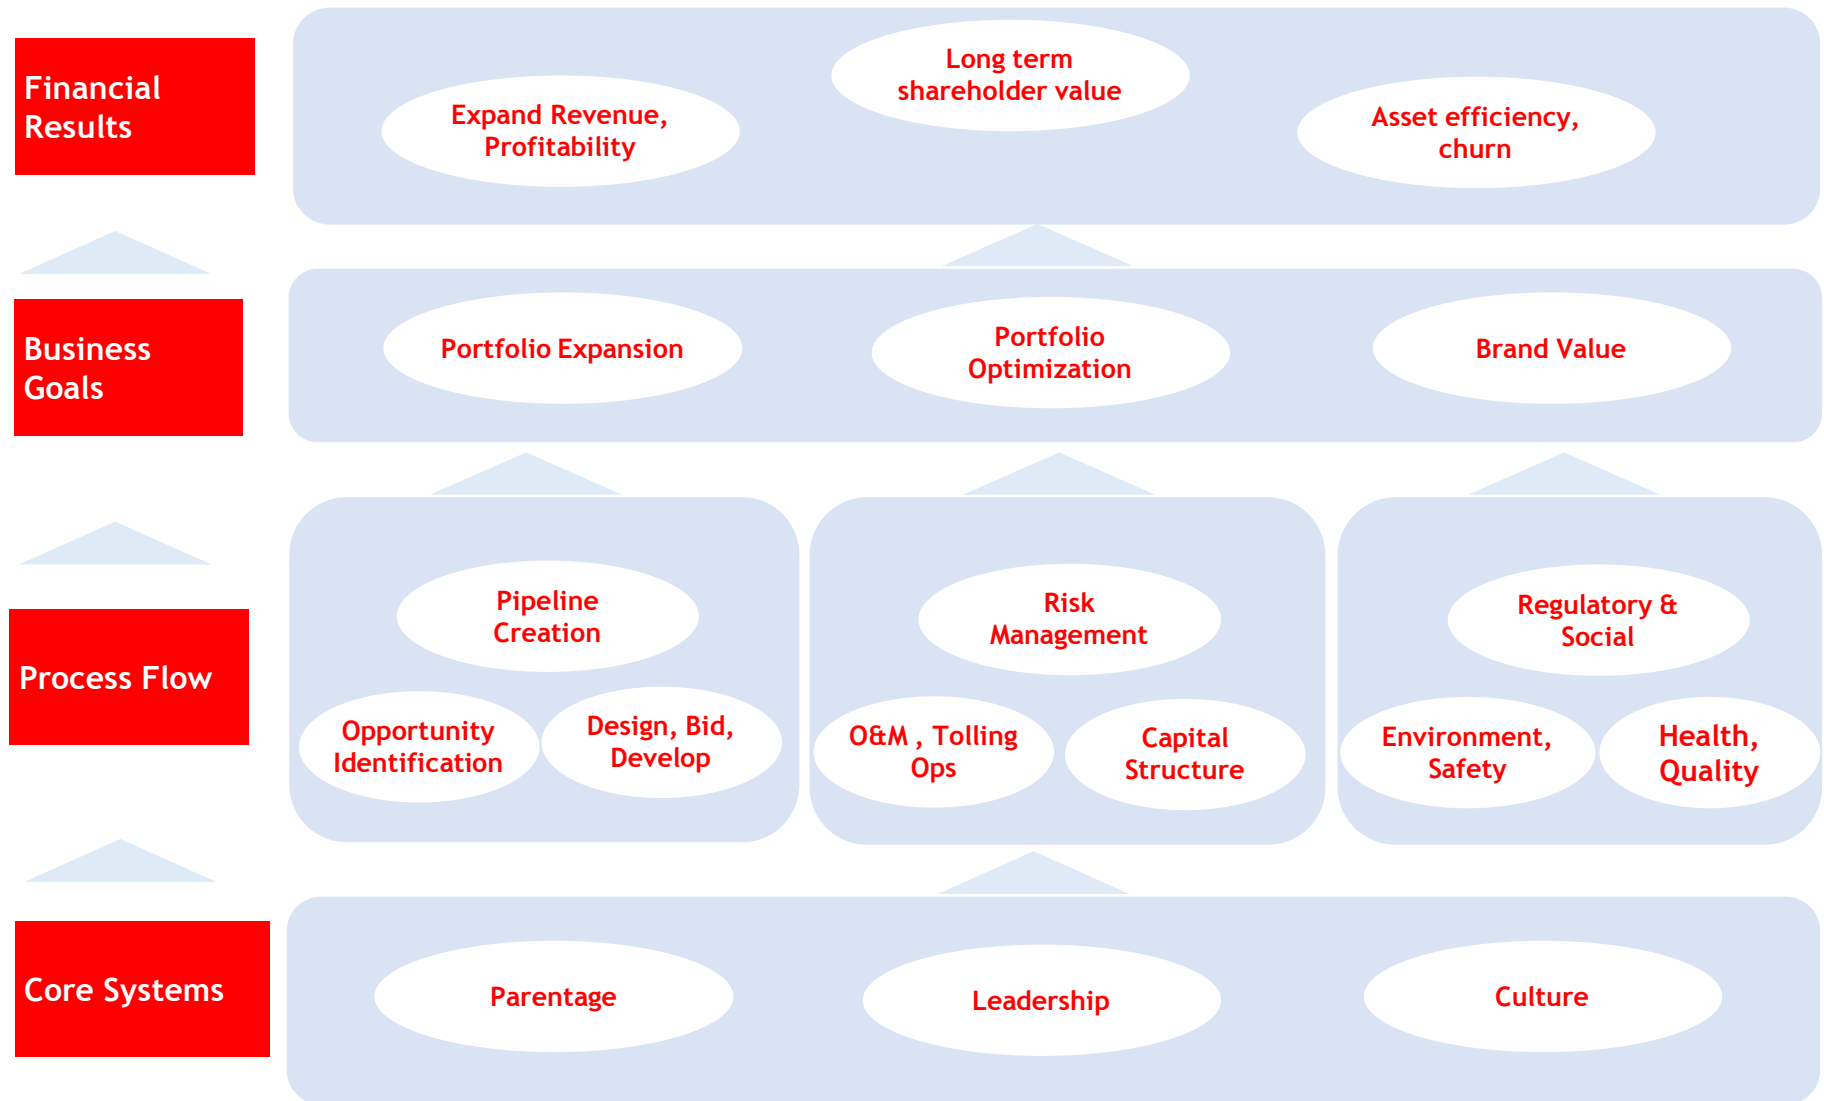 Financial
Results
Expand Revenue,
Profitability
Long term
shareholder value
Asset efficiency,
churn
Business
Goals
Portfolio Expansion
Portfolio
Optimization
Brand Value
Process Flow
Pipeline
Creation
Opportunity
Identification
Design, Bid,
Develop
Risk
Management
O&M , Tolling
Ops
Capital
Structure
Regulatory &
Social
Environment,
Safety
Health,
Quality
Core Systems
Parentage
Leadership
Culture